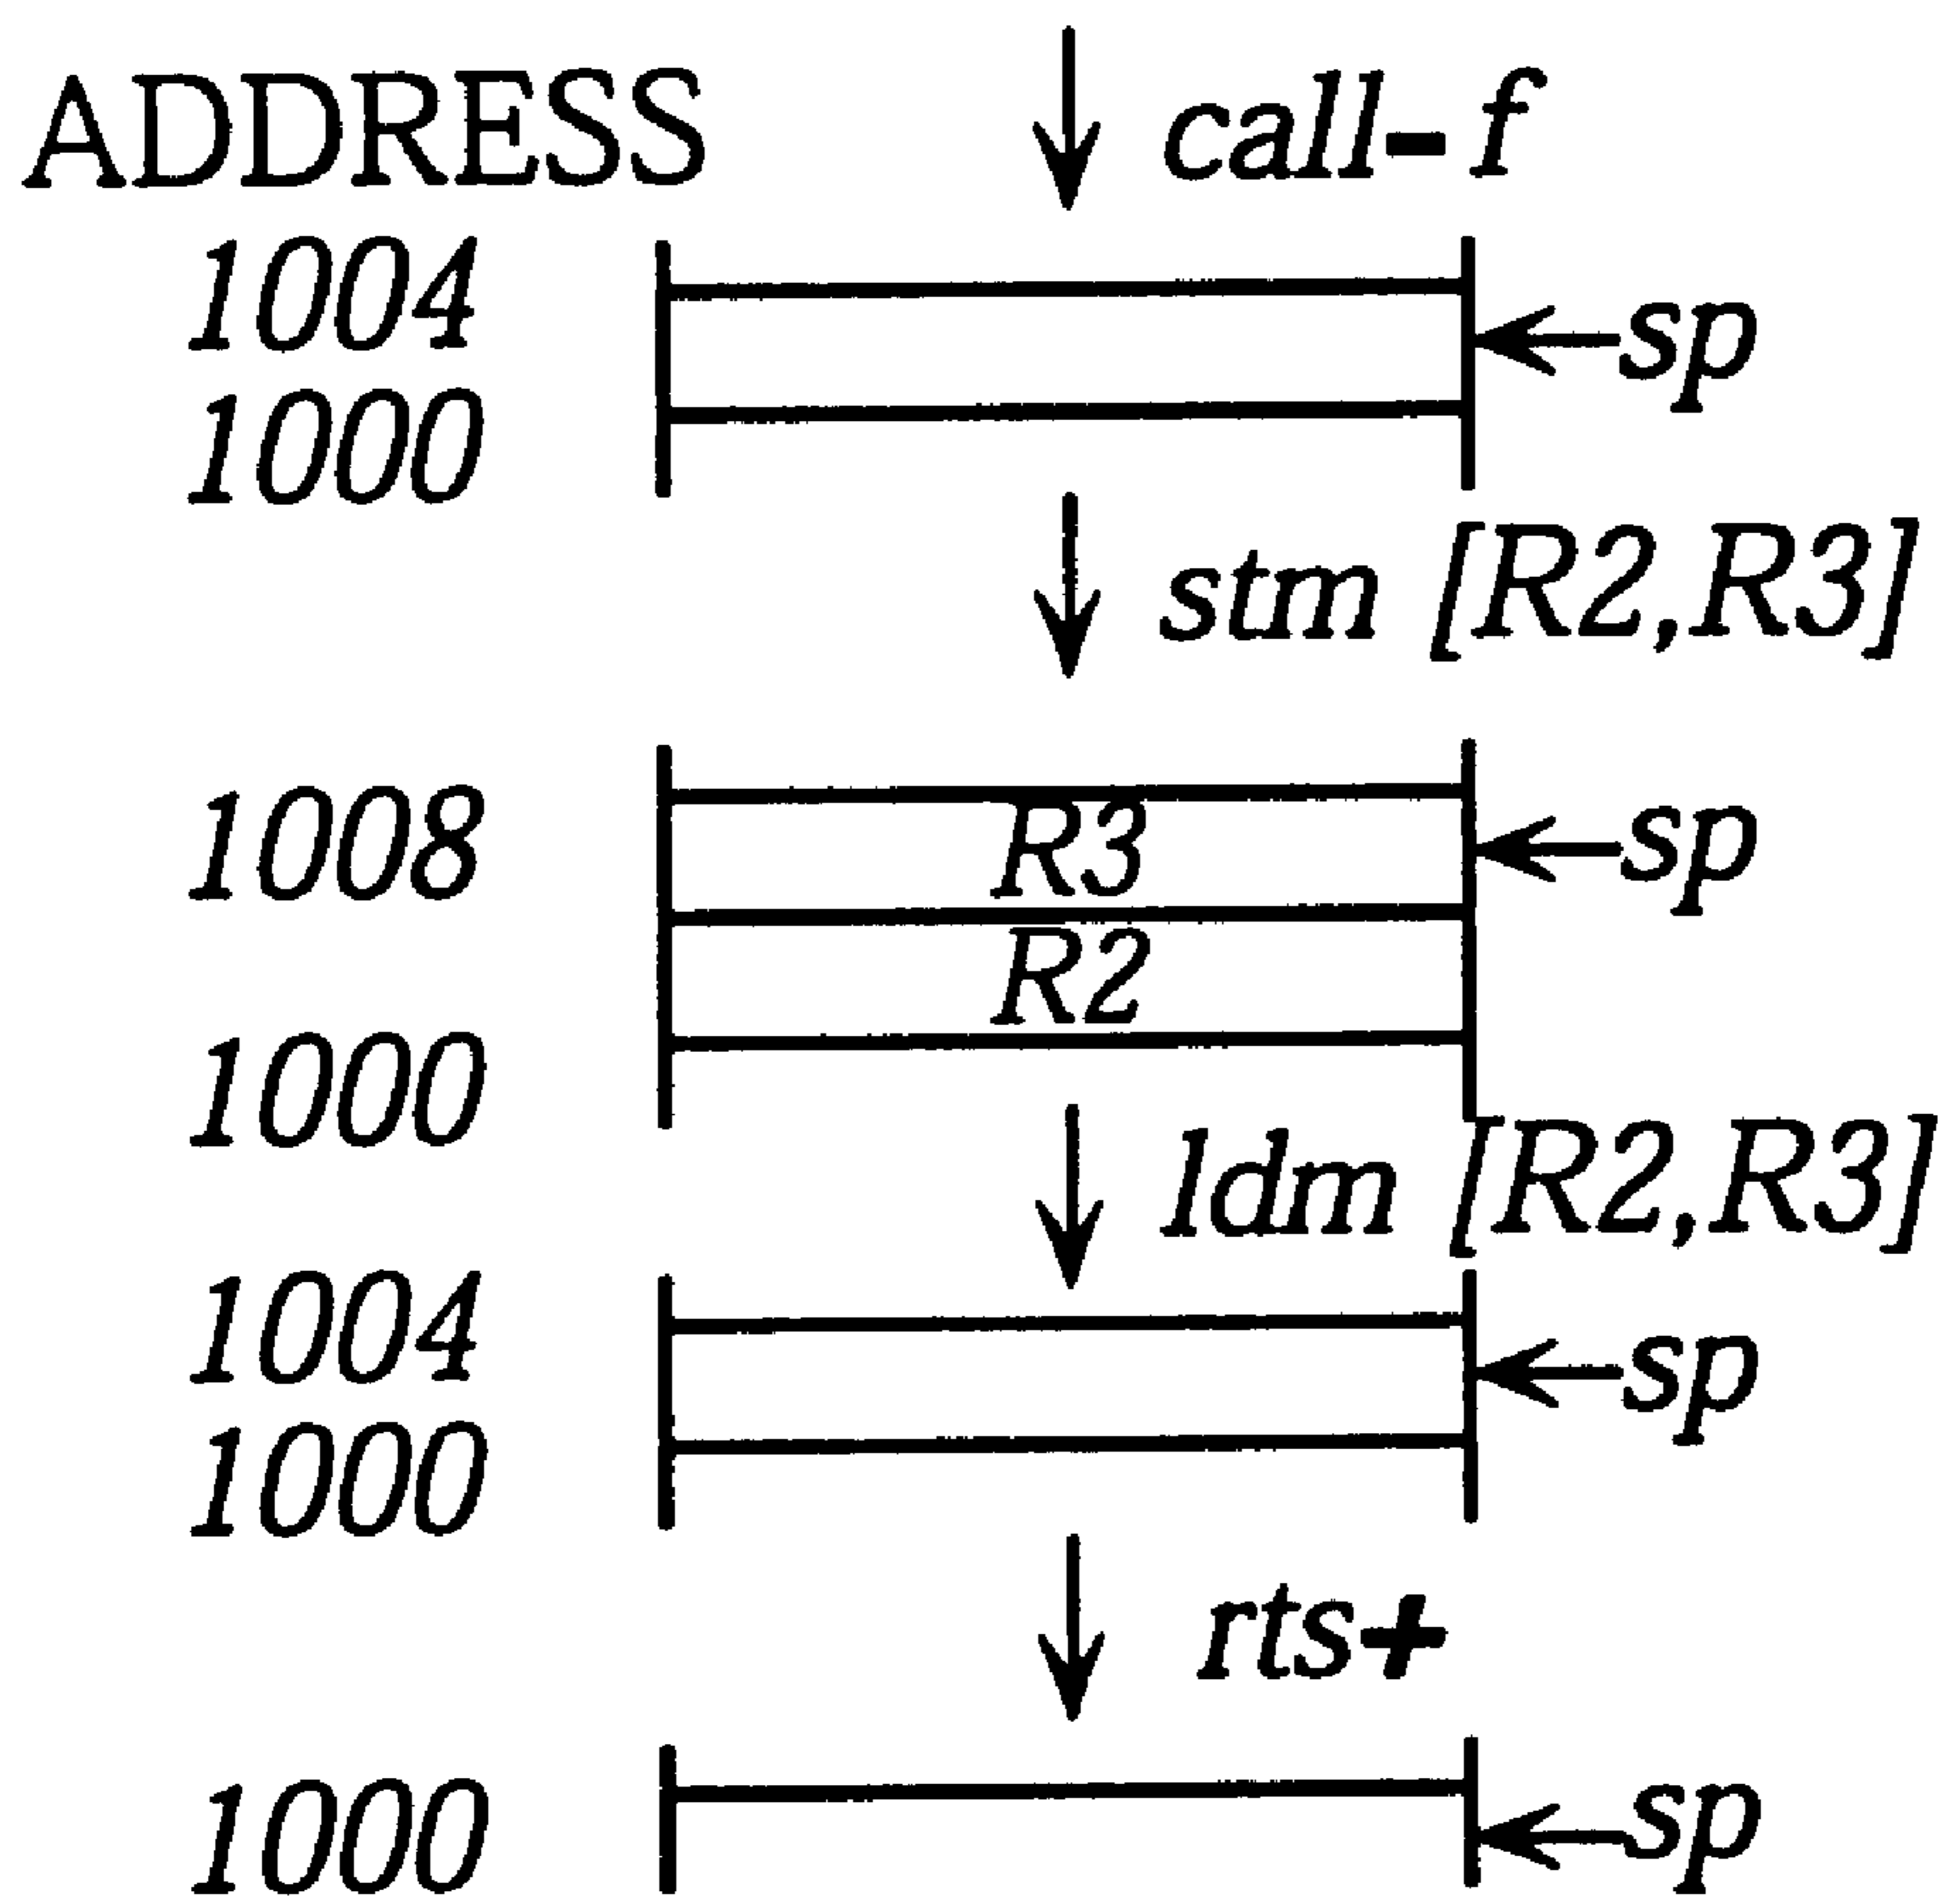 ADDRESS call-f
1004
sp
1000
stm [R2,R3]
1008 R3 sp
R2
1000
ldm [R2,R3]
1004
sp
1000
rts+
1000 sp